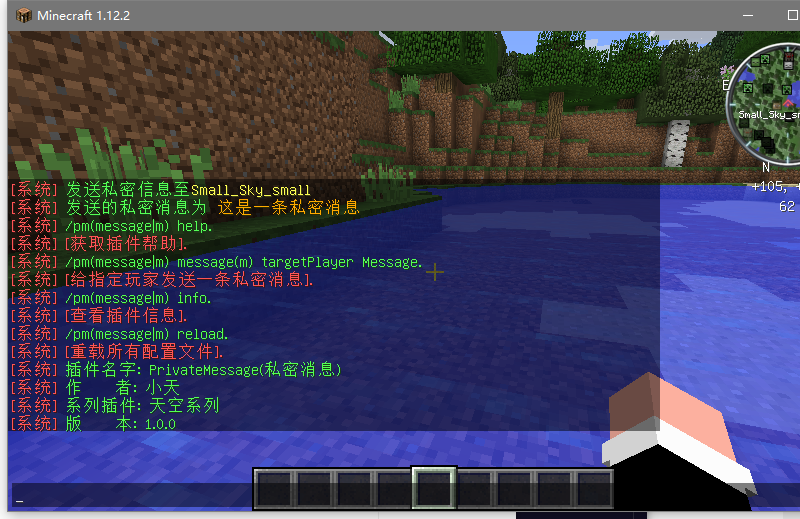 Minecraft 1.12.2
E
Small_Sky_sm
N
+105, +
62
[系统] 发送私密信息至Small_Sky_small
[系统] 发送的私密消息为 这是一条私密消息
[系统] /pm(message|m) help.
[系统] [获取插件帮助].
[系统] /pm(message|m) message(m) targetPlayer Message.
[系统] [给指定玩家发送一条私密消息].
[系统] /pm(message|m) info.
[系统] [查看插件信息].
[系统] /pm(message|m) reload.
[系统] [重载所有配置文件].
[系统] 插件名字: PrivateMessage(私密消息)
[系统] 作 者: 小天
[系统] 系列插件: 天空系列
[系统] 版 本: 1.0.0
_